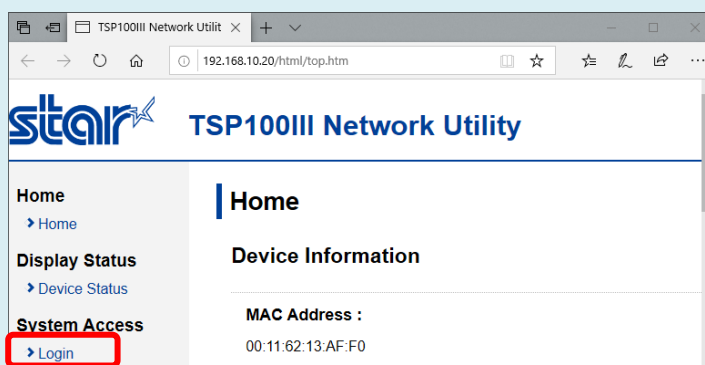 TSP100III Network Utilit
192.168.10.20/html/top.htm
star
TSP100III Network Utility
Home
Home
Display Status
Device Status
System Access
Login
Home
Device Information
MAC Address :
00:11:62:13:AF:F0